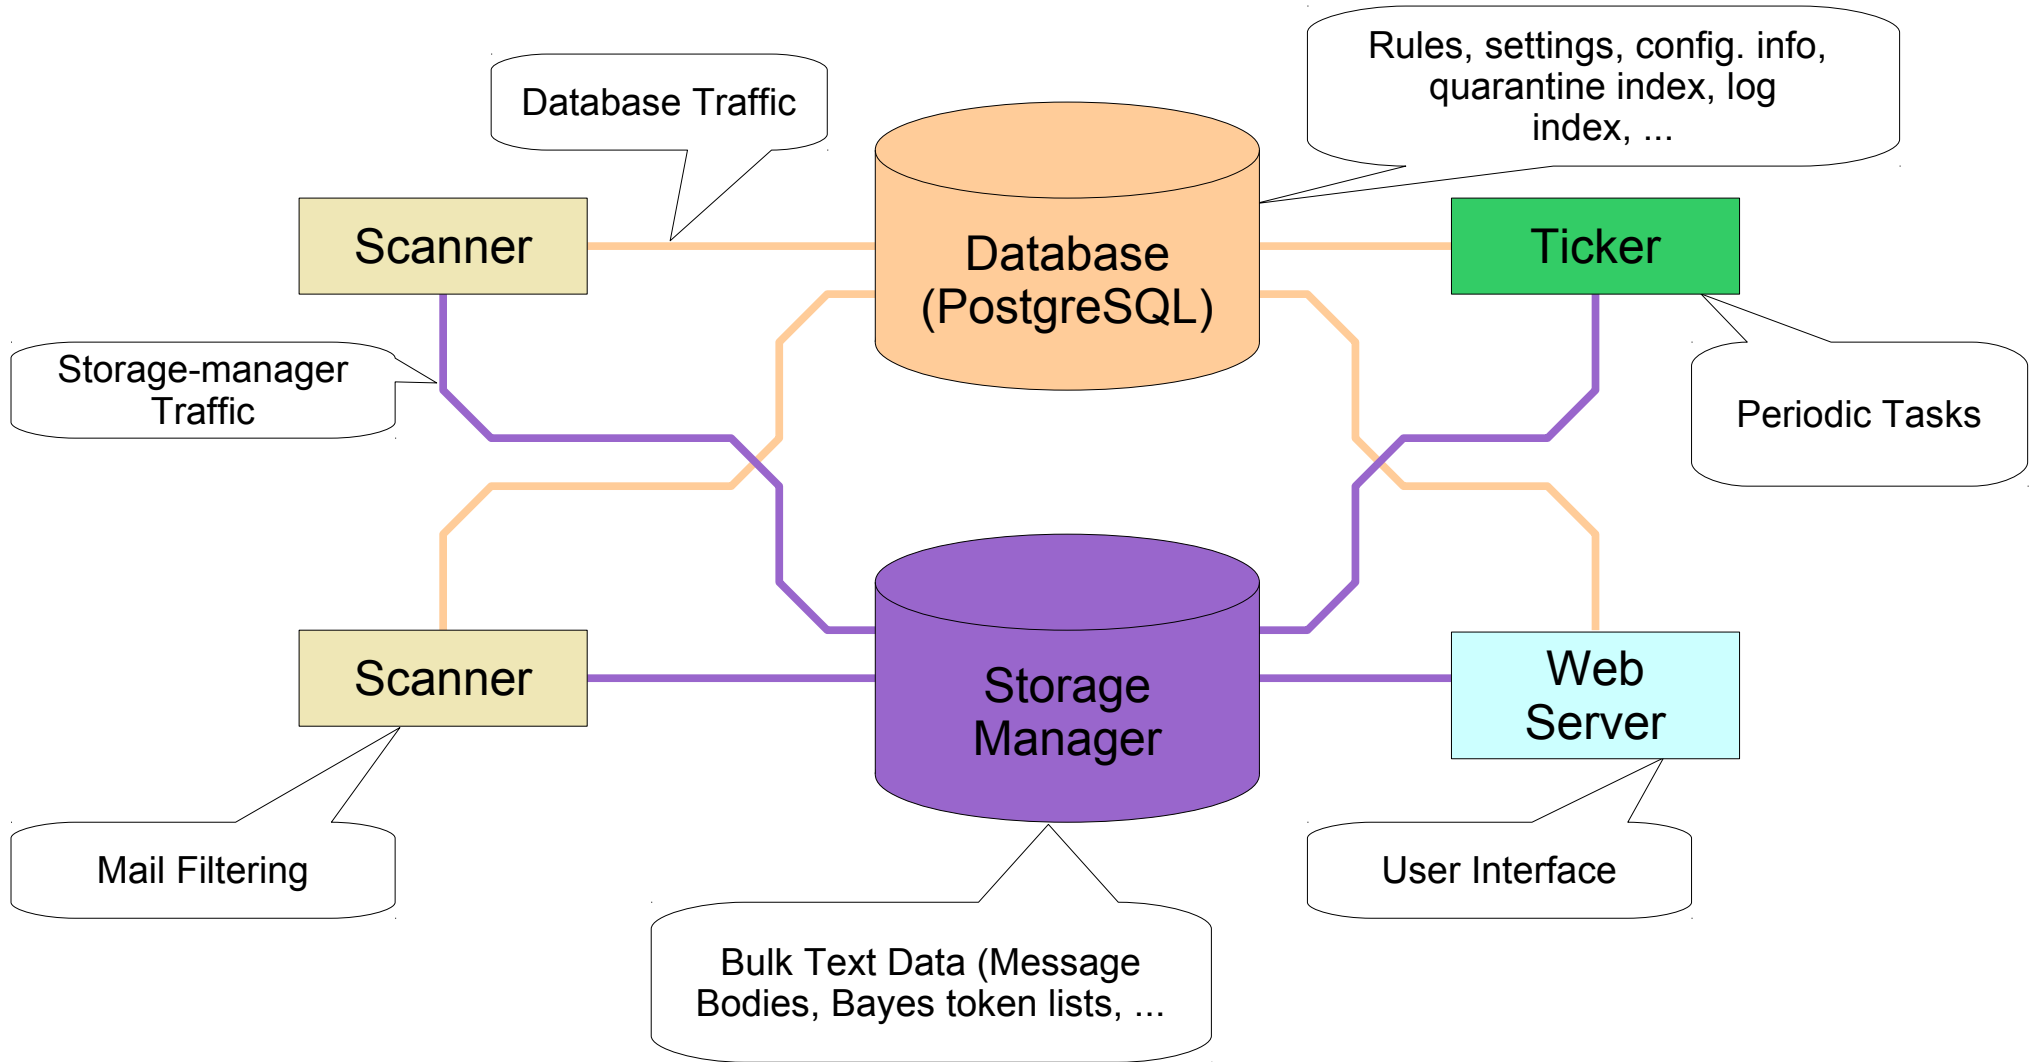 Rules, settings, config. info,
quarantine index, log
index, ...
Database Traffic
Scanner
Database
(PostgreSQL)
Ticker
Storage-manager
Traffic
Periodic Tasks
Scanner
Storage
Manager
Web
Server
Mail Filtering
User Interface
Bulk Text Data (Message
Bodies, Bayes token lists, ...